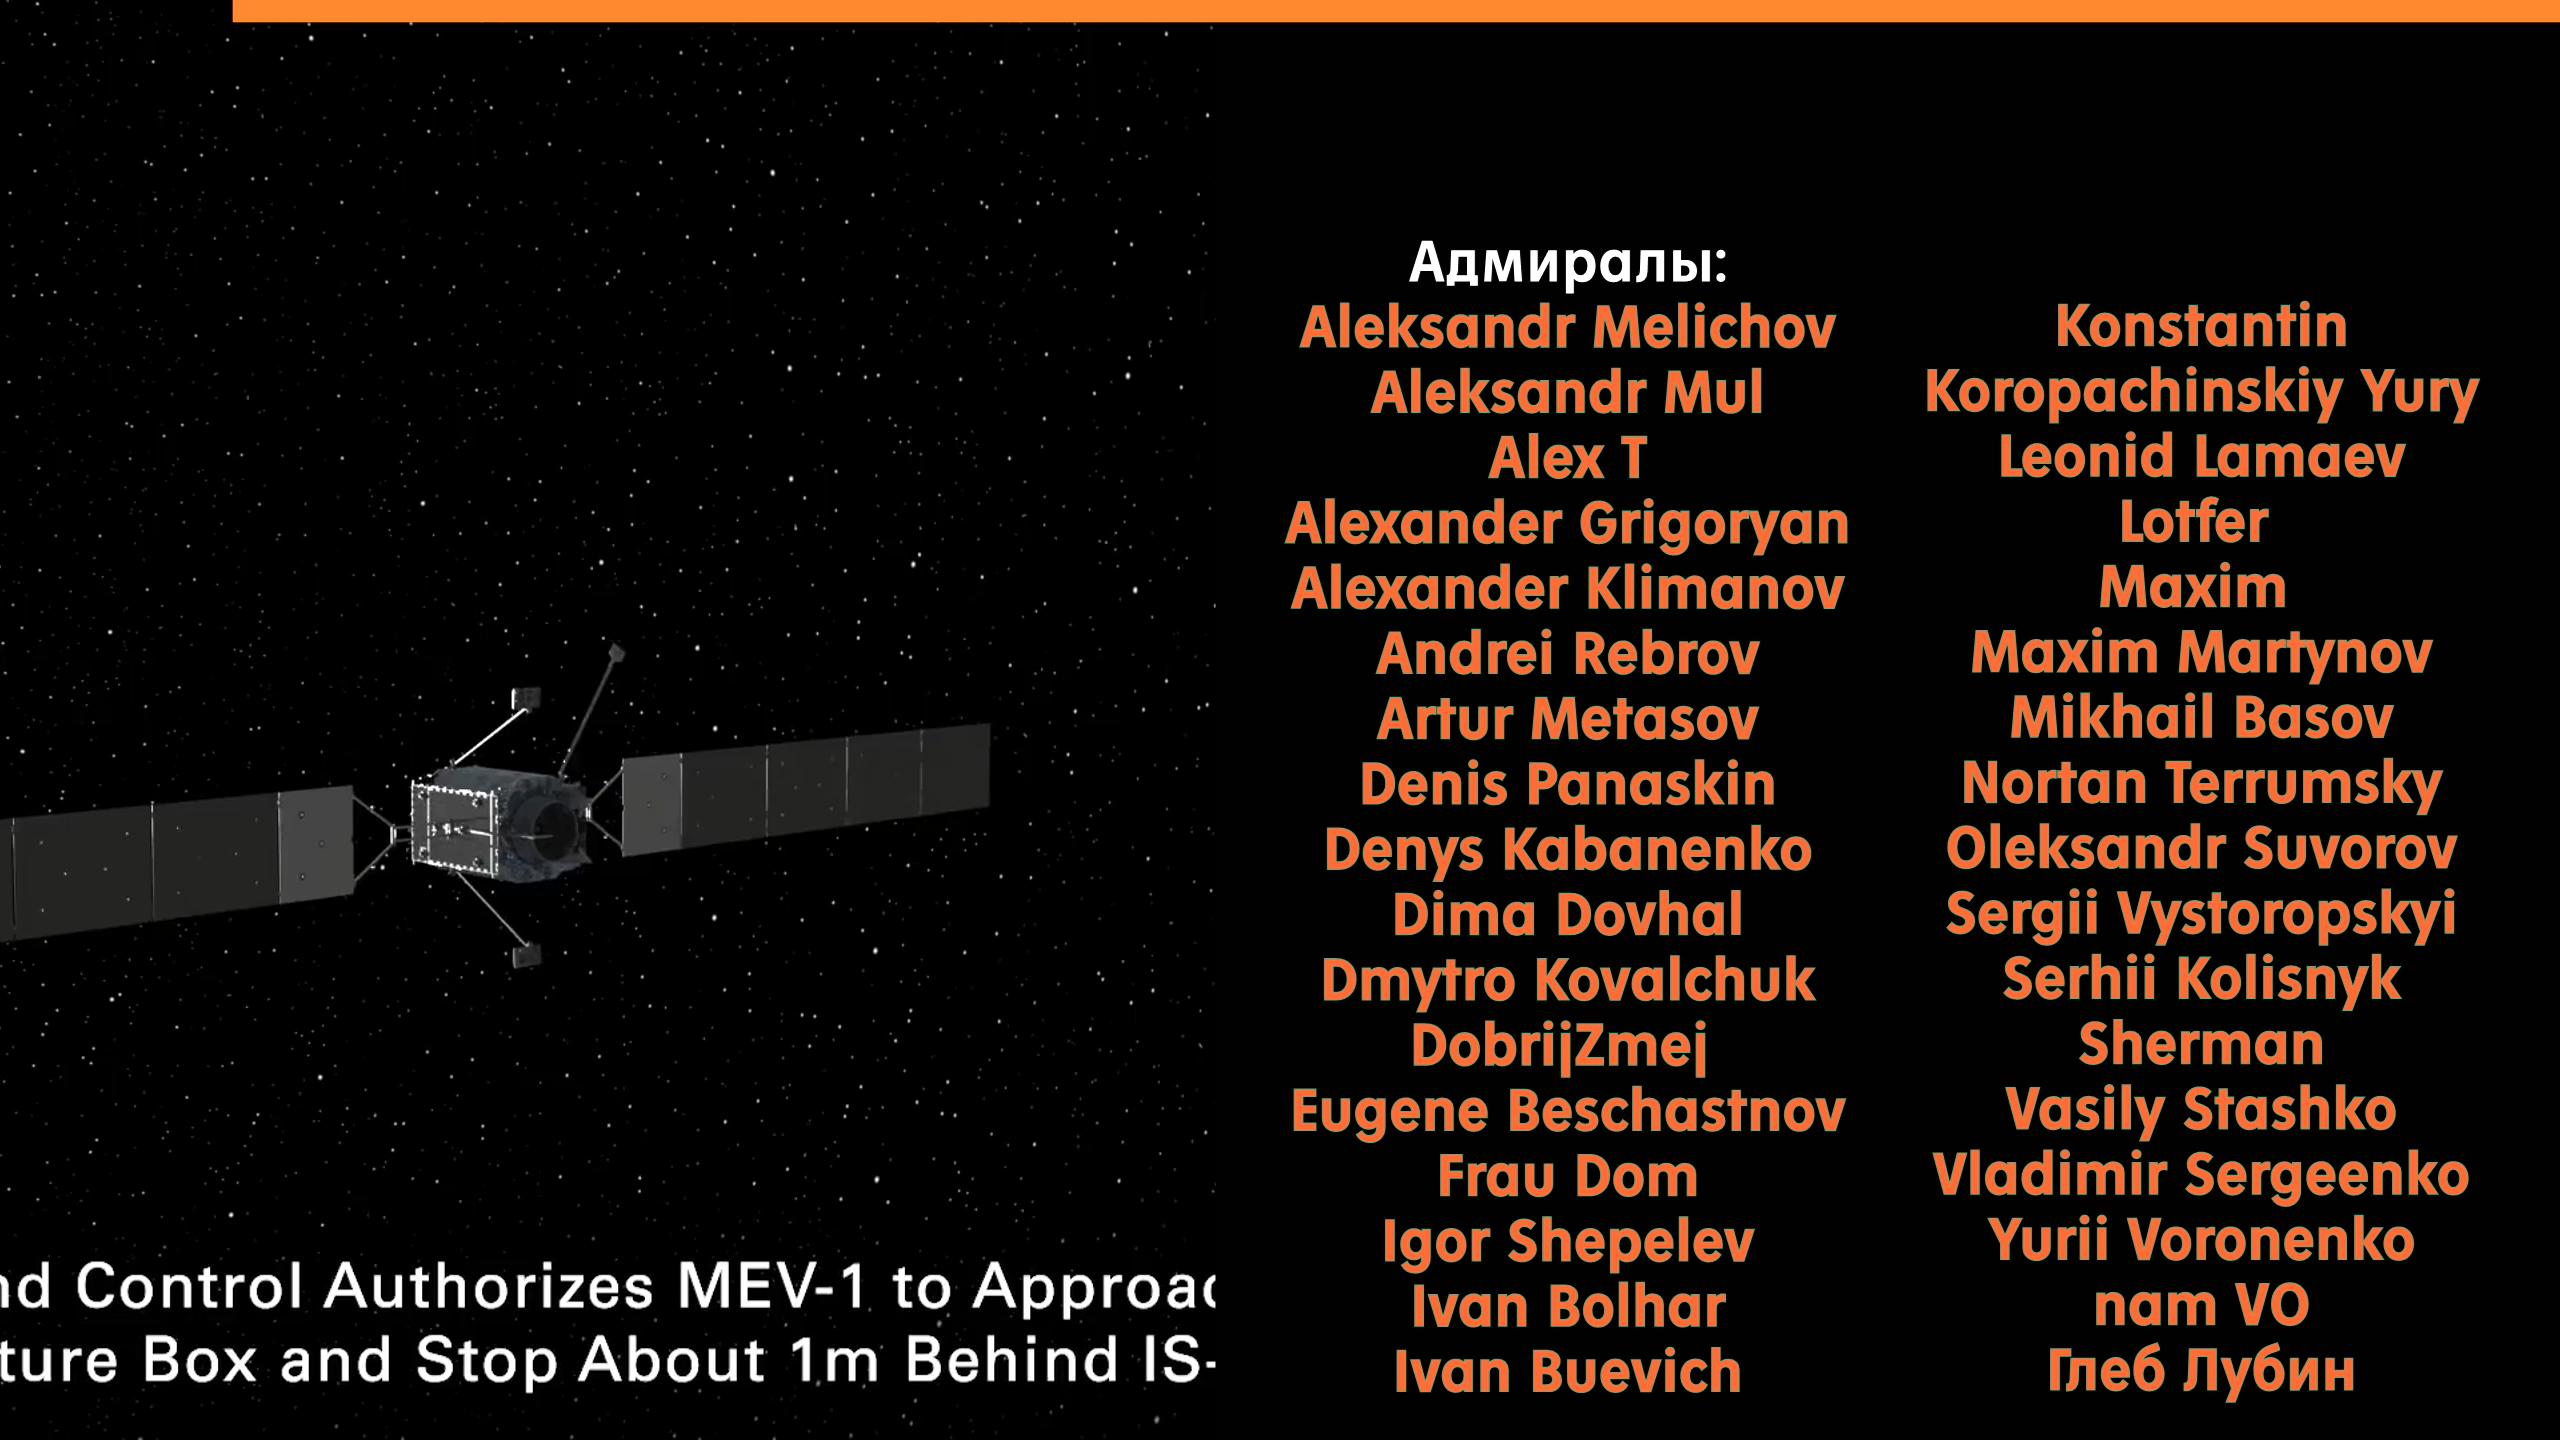 Control Authorizes MEV-1 to
Box and Stop About 1m Behind IS-
Адмиралы:
Aleksandr Melichov
Aleksandr Mul
Alex T
Alexander Grigoryan
Alexander Klimanov
Andrei Rebrov
Artur Metasov
Denis Panaskin
Denys Kabanenko
Dima Dovhal
Dmytro Kovalchuk
DobrijZmej
Eugene Beschastnov
Frau Dom
Igor Shepelev
Ivan Bolhar
Ivan Buevich
Konstantin
Koropachinskiy Yury
Leonid Lamaev
Lotfer
Maxim
Maxim Martynov
Mikhail Basov
Nortan Terrumsky
Oleksandr Suvorov
Sergii Vystoropskyi
Serhii Kolisnyk
Sherman
Vasily Stashko
Vladimir Sergeenko
Yurii Voronenko
nam VO
Глеб Лубин